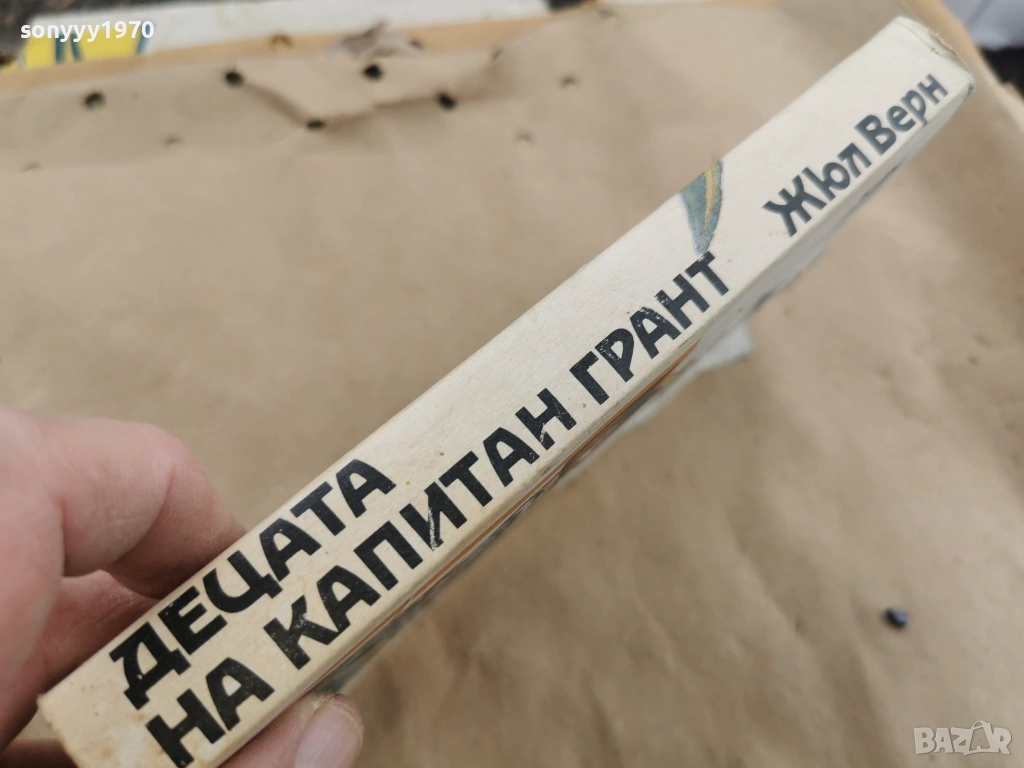 sonyyy1970
Жюл Верн
ДЕЦАТА
НА КАПИТАН ГРАНТ
BAZAR